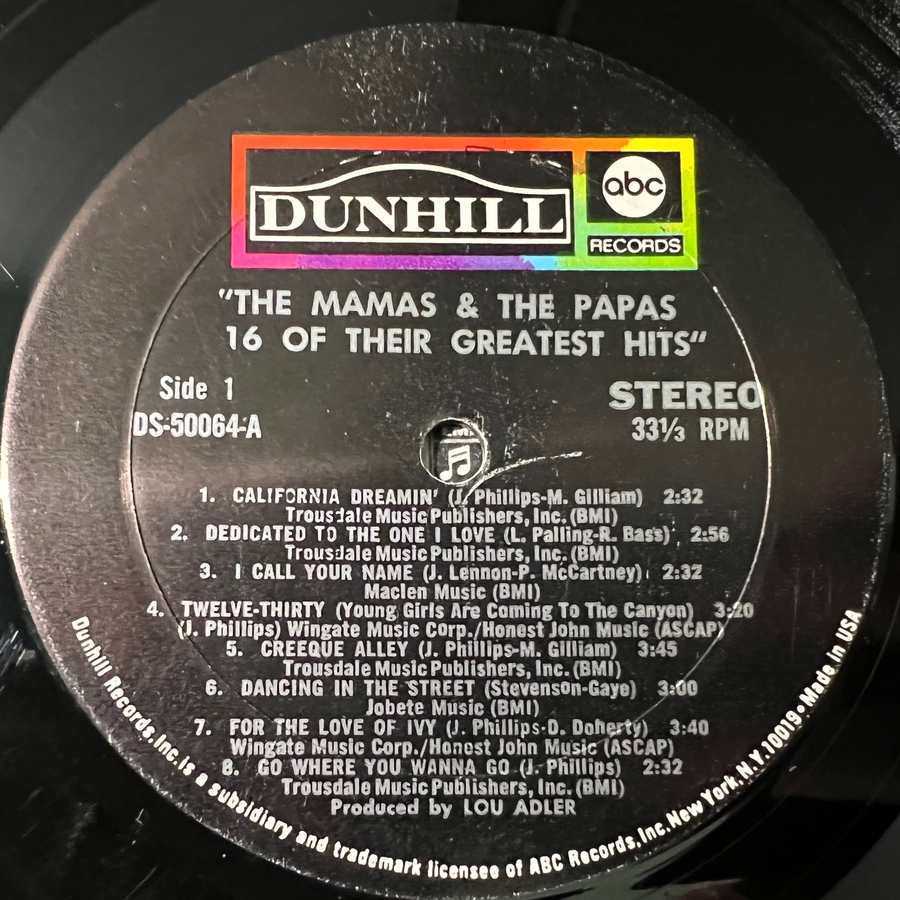 DUNHILL
abc
RECORDS
"THE MAMAS & THE PAPAS
16 OF THEIR GREATEST HITS"
Side 1
STEREO
DS-50064-A
33⅓ RPM
1. CALIFORNIA DREAMIN' (J. Phillips-M. Gilliam) 2:32
Trousdale Music Publishers, Inc. (BMI)
2. DEDICATED TO THE ONE I LOVE (L. Palling-R. Bass) 2:56
Trousdale Music Publishers, Inc. (BMI)
3. I CALL YOUR NAME (J. Lennon-P. McCartney) 2:32
Maclen Music (BMI)
4. TWELVE-THIRTY (Young Girls Are Coming To The Canyon) 3:20
(J. Phillips) Wingate Music Corp./Honest John Music (ASCAP)
5. CREEQUE ALLEY (J. Phillips-M. Gilliam) 3:45
Trousdale Music Publishers, Inc. (BMI)
6. DANCING IN THE STREET (Stevenson-Gaye) 3:00
Jobete Music (BMI)
7. FOR THE LOVE OF IVY (J. Phillips-D. Doherty) 3:40
Wingate Music Corp./Honest John Music (ASCAP)
8. GO WHERE YOU WANNA GO (J. Phillips) 2:32
Trousdale Music Publishers, Inc. (BMI)
Produced by LOU ADLER
Dunhill Records, Inc. is a subsidiary and trademark licensee of ABC Records, Inc. New York, N.Y. 10019 • Made in USA